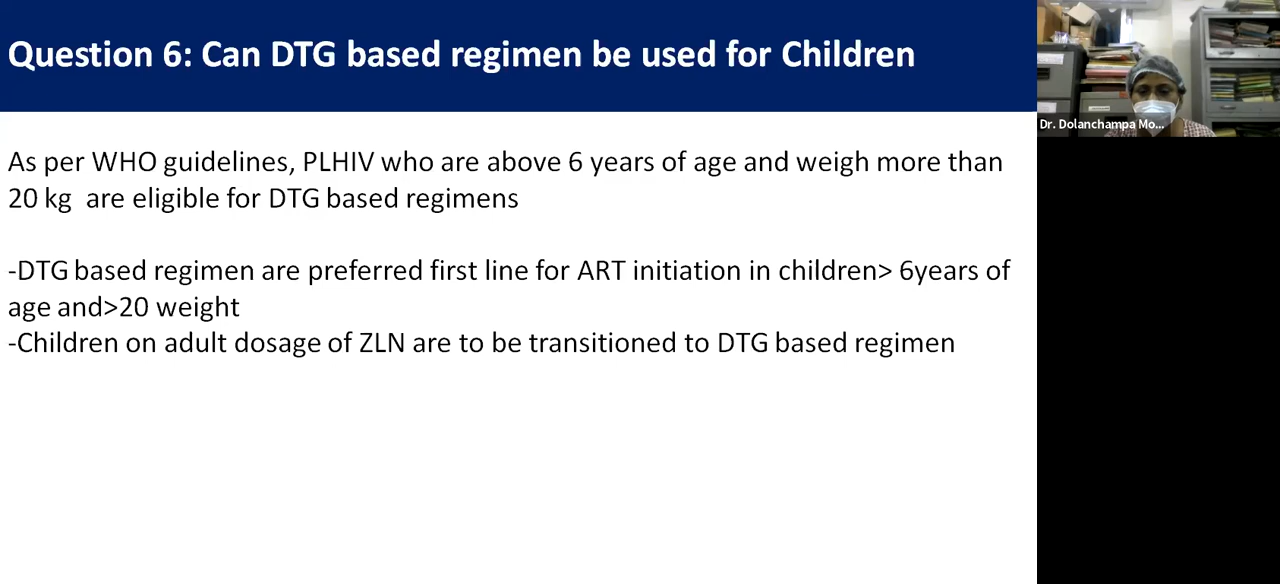 Question 6: Can DTG based regimen be used for Children
As per WHO guidelines, PLHIV who are above 6 years of age and weigh more than
20 kg are eligible for DTG based regimens
-DTG based regimen are preferred first line for ART initiation in children> 6years of
age and>20 weight
-Children on adult dosage of ZLN are to be transitioned to DTG based regimen
Dr. Dolanchampa Mo...